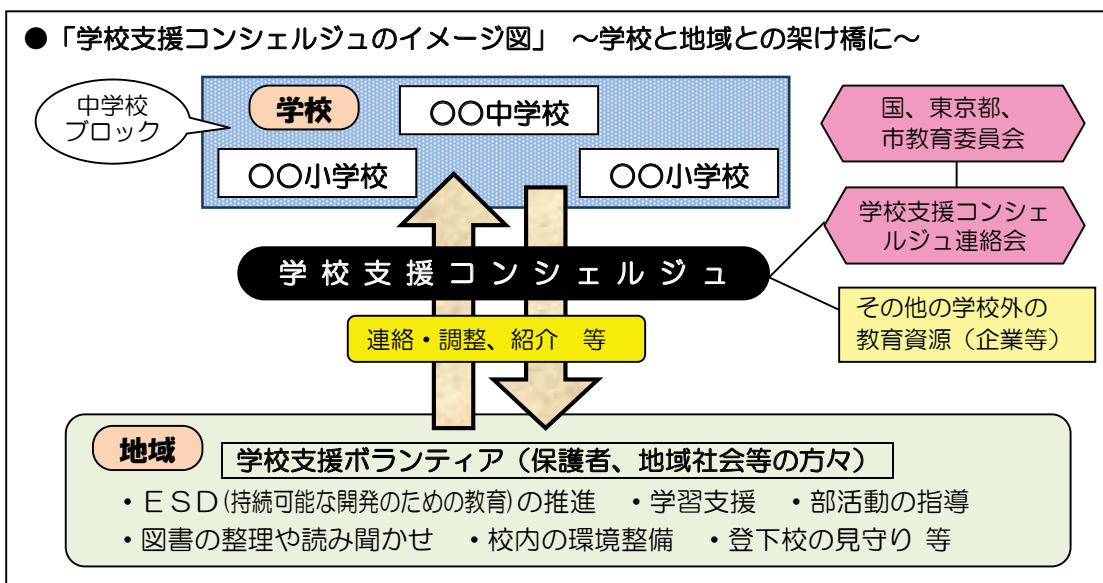 ●「学校支援コンシェルジュのイメージ図」 ～学校と地域との架け橋に～
中学校
ブロック
学校
〇〇中学校
〇〇小学校
〇〇小学校
国、東京都、
市教育委員会
学校支援コンシェ
ルジュ連絡会
学校支援コンシェルジュ
その他の学校外の
教育資源（企業等）
連絡・調整、紹介　等
地域
学校支援ボランティア（保護者、地域社会等の方々）
・ＥＳＤ(持続可能な開発のための教育)の推進　・学習支援　・部活動の指導
・図書の整理や読み聞かせ　・校内の環境整備　・登下校の見守り 等